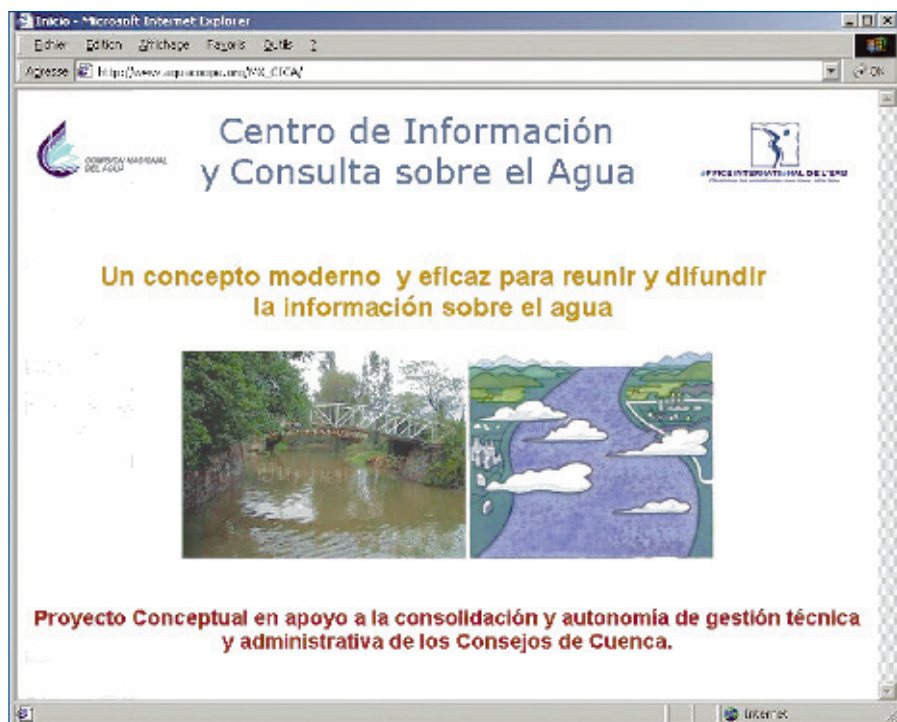 Inicio - Microsoft Internet Explorer
Fichier Edition Affichage Favoris Outils ?
Adresse OK
Centro de Información
y Consulta sobre el Agua
COMISIÓN NACIONAL
DEL AGUA
OFFICE INTERNATIONAL DE L'EAU
Un concepto moderno y eficaz para reunir y difundir
la información sobre el agua
Proyecto Conceptual en apoyo a la consolidación y autonomía de gestión técnica
y administrativa de los Consejos de Cuenca.
Internet